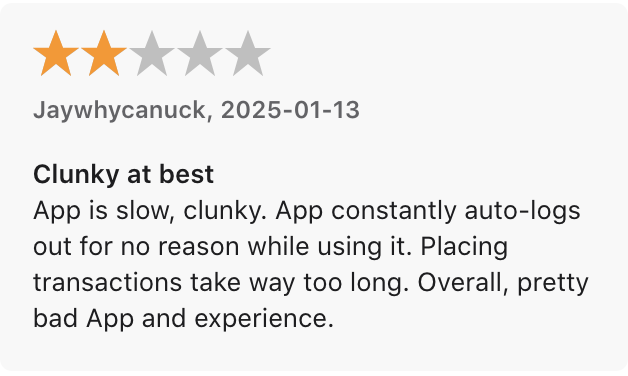 Jaywhycanuck, 2025-01-13
Clunky at best
App is slow, clunky. App constantly auto-logs
out for no reason while using it. Placing
transactions take way too long. Overall, pretty
bad App and experience.